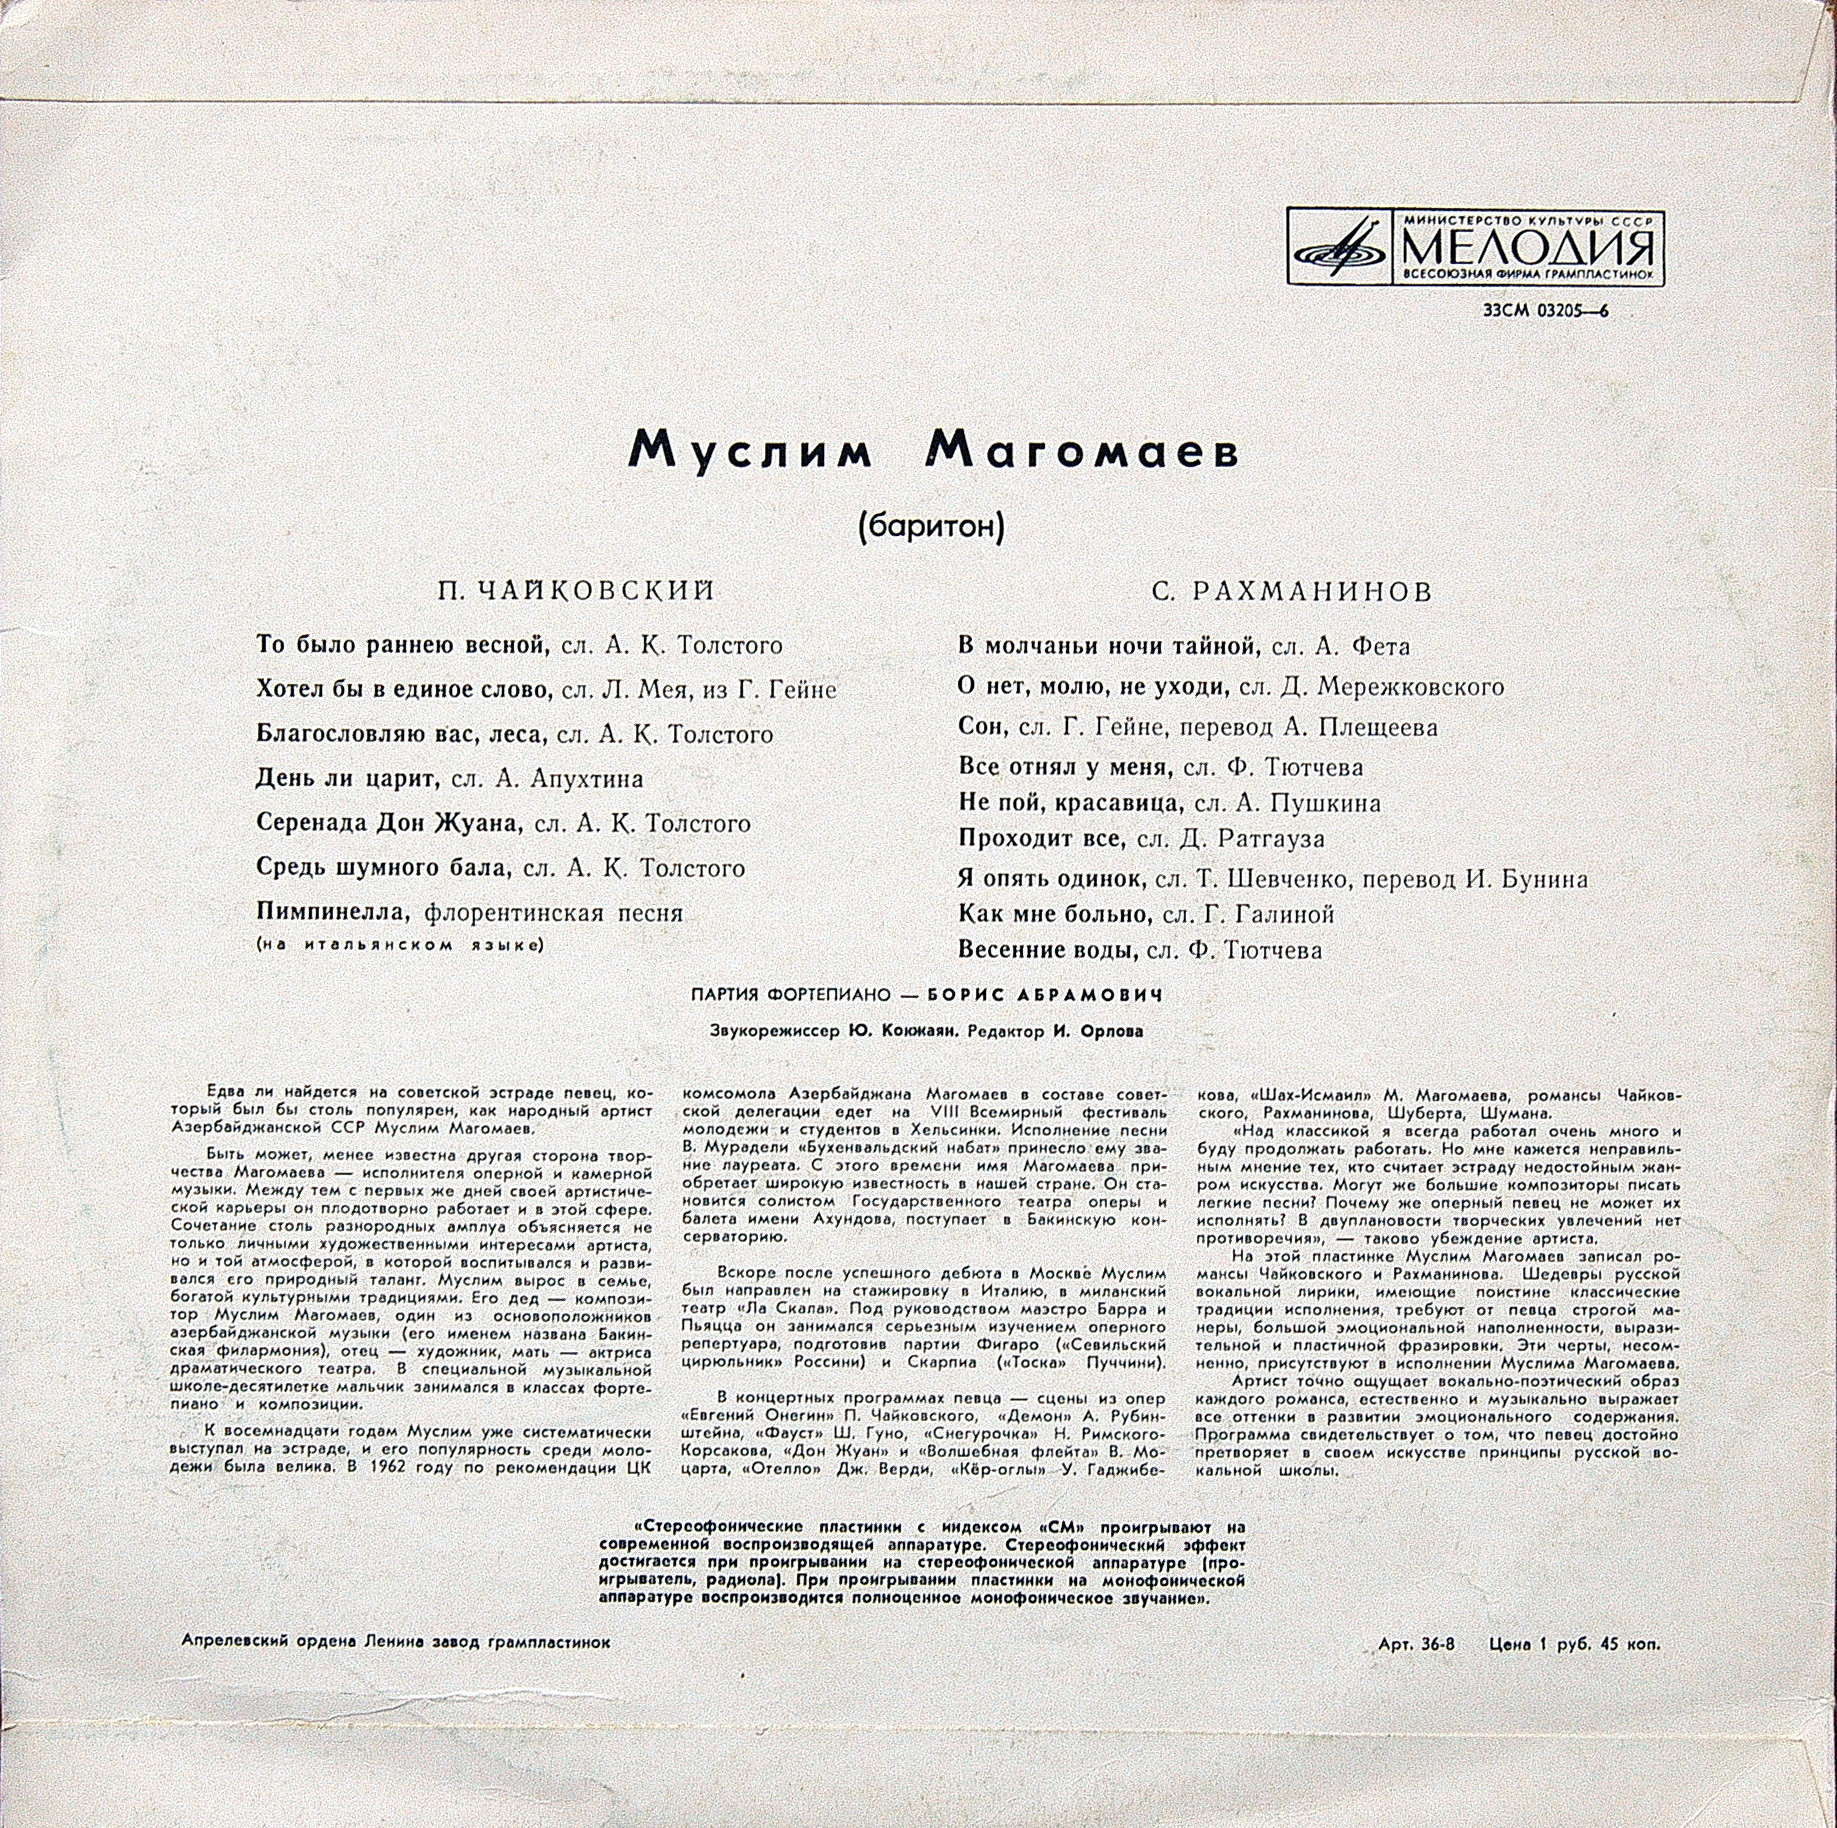 МИНИСТЕРСТВО КУЛЬТУРЫ СССР
МЕЛОДИЯ
ВСЕСОЮЗНАЯ ФИРМА ГРАМПЛАСТИНОК
33СМ 03205—6
Муслим Магомаев
(баритон)
П. ЧАЙКОВСКИЙ
То было раннею весной, сл. А. К. Толстого
Хотел бы в единое слово, сл. Л. Мея, из Г. Гейне
Благословляю вас, леса, сл. А. К. Толстого
День ли царит, сл. А. Апухтина
Серенада Дон Жуана, сл. А. К. Толстого
Средь шумного бала, сл. А. К. Толстого
Пимпинелла, флорентинская песня
(на итальянском языке)
С. РАХМАНИНОВ
В молчаньи ночи тайной, сл. А. Фета
О нет, молю, не уходи, сл. Д. Мережковского
Сон, сл. Г. Гейне, перевод А. Плещеева
Все отнял у меня, сл. Ф. Тютчева
Не пой, красавица, сл. А. Пушкина
Проходит все, сл. Д. Ратгауза
Я опять одинок, сл. Т. Шевченко, перевод И. Бунина
Как мне больно, сл. Г. Галиной
Весенние воды, сл. Ф. Тютчева
ПАРТИЯ ФОРТЕПИАНО — БОРИС АБРАМОВИЧ
Звукорежиссер Ю. Кокжаян. Редактор И. Орлова
Едва ли найдется на советской эстраде певец, ко-
торый был бы столь популярен, как народный артист
Азербайджанской ССР Муслим Магомаев.
Быть может, менее известна другая сторона твор-
чества Магомаева — исполнителя оперной и камерной
музыки. Между тем с первых же дней своей артистиче-
ской карьеры он плодотворно работает и в этой сфере.
Сочетание столь разнородных амплуа объясняется не
только личными художественными интересами артиста,
но и той атмосферой, в которой воспитывался и разви-
вался его природный талант. Муслим вырос в семье,
богатой культурными традициями. Его дед — компози-
тор Муслим Магомаев, один из основоположников
азербайджанской музыки (его именем названа Бакин-
ская филармония), отец — художник, мать — актриса
драматического театра. В специальной музыкальной
школе-десятилетке мальчик занимался в классах форте-
пиано и композиции.
К восемнадцати годам Муслим уже систематически
выступал на эстраде, и его популярность среди моло-
дежи была велика. В 1962 году по рекомендации ЦК
комсомола Азербайджана Магомаев в составе совет-
ской делегации едет на VIII Всемирный фестиваль
молодежи и студентов в Хельсинки. Исполнение песни
В. Мурадели «Бухенвальдский набат» принесло ему зва-
ние лауреата. С этого времени имя Магомаева при-
обретает широкую известность в нашей стране. Он ста-
новится солистом Государственного театра оперы и
балета имени Ахундова, поступает в Бакинскую кон-
серваторию.
Вскоре после успешного дебюта в Москве Муслим
был направлен на стажировку в Италию, в миланский
театр «Ла Скала». Под руководством маэстро Барра и
Пьяцца он занимался серьезным изучением оперного
репертуара, подготовив партии Фигаро («Севильский
цирюльник» Россини) и Скарпиа («Тоска» Пуччини).
В концертных программах певца — сцены из опер
«Евгений Онегин» П. Чайковского, «Демон» А. Рубин-
штейна, «Фауст» Ш. Гуно, «Снегурочка» Н. Римского-
Корсакова, «Дон Жуан» и «Волшебная флейта» В. Мо-
царта, «Отелло» Дж. Верди, «Кёр-оглы» У. Гаджибе-
кова, «Шах-Исмаил» М. Магомаева, романсы Чайков-
ского, Рахманинова, Шуберта, Шумана.
«Над классикой я всегда работал очень много и
буду продолжать работать. Но мне кажется неправиль-
ным мнение тех, кто считает эстраду недостойным жан-
ром искусства. Могут же большие композиторы писать
легкие песни? Почему же оперный певец не может их
исполнять? В двуплановости творческих увлечений нет
противоречия», — таково убеждение артиста.
На этой пластинке Муслим Магомаев записал ро-
мансы Чайковского и Рахманинова. Шедевры русской
вокальной лирики, имеющие поистине классические
традиции исполнения, требуют от певца строгой ма-
неры, большой эмоциональной наполненности, вырази-
тельной и пластичной фразировки. Эти черты, несом-
ненно, присутствуют в исполнении Муслима Магомаева.
Артист точно ощущает вокально-поэтический образ
каждого романса, естественно и музыкально выражает
все оттенки в развитии эмоционального содержания.
Программа свидетельствует о том, что певец достойно
претворяет в своем искусстве принципы русской во-
кальной школы.
«Стереофонические пластинки с индексом «СМ» проигрывают на
современной воспроизводящей аппаратуре. Стереофонический эффект
достигается при проигрывании на стереофонической аппаратуре (про-
игрыватель, радиола). При проигрывании пластинки на монофонической
аппаратуре воспроизводится полноценное монофоническое звучание».
Апрелевский ордена Ленина завод грампластинок
Арт. 36-8 Цена 1 руб. 45 коп.